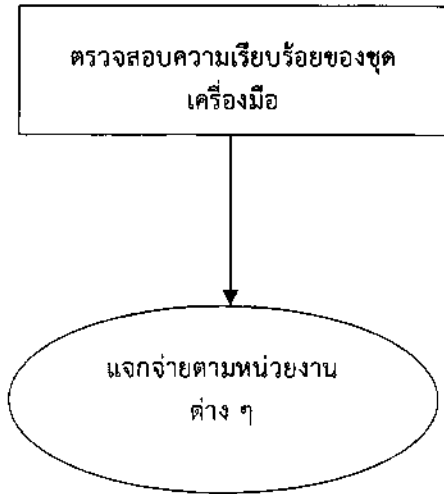 ตรวจสอบความเรียบร้อยของชุด
เครื่องมือ
แจกจ่ายตามหน่วยงาน
ต่าง ๆ